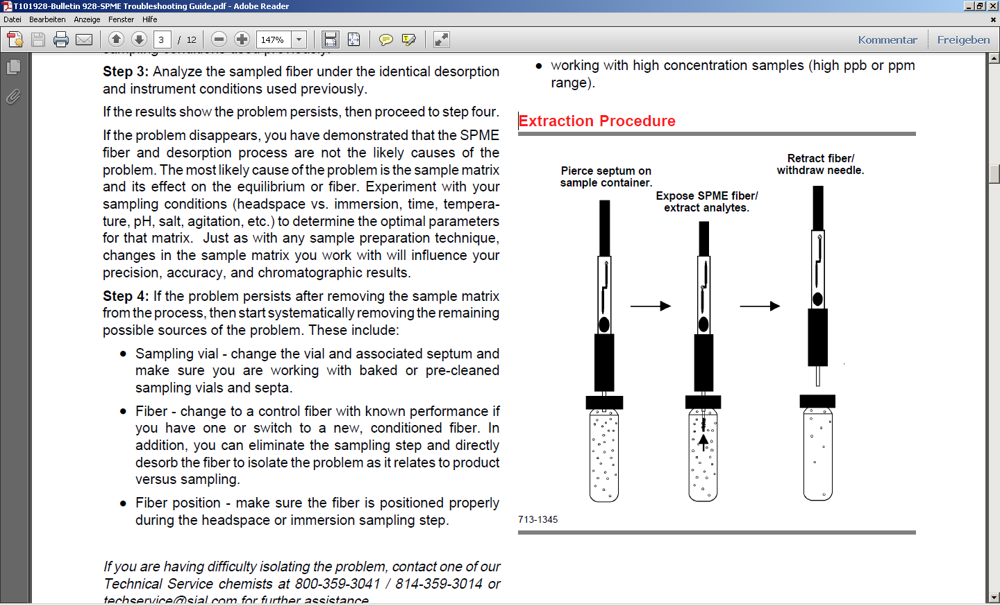 T101928-Bulletin 928-SPME Troubleshooting Guide.pdf - Adobe Reader
Datei Bearbeiten Anzeige Fenster Hilfe
3 / 12 147% Kommentar Freigeben
sampling conditions used previously.
Step 3: Analyze the sampled fiber under the identical desorption
and instrument conditions used previously.
If the results show the problem persists, then proceed to step four.
If the problem disappears, you have demonstrated that the SPME
fiber and desorption process are not the likely causes of the
problem. The most likely cause of the problem is the sample matrix
and its effect on the equilibrium or fiber. Experiment with your
sampling conditions (headspace vs. immersion, time, tempera-
ture, pH, salt, agitation, etc.) to determine the optimal parameters
for that matrix. Just as with any sample preparation technique,
changes in the sample matrix you work with will influence your
precision, accuracy, and chromatographic results.
Step 4: If the problem persists after removing the sample matrix
from the process, then start systematically removing the remaining
possible sources of the problem. These include:
● Sampling vial - change the vial and associated septum and
make sure you are working with baked or pre-cleaned
sampling vials and septa.
● Fiber - change to a control fiber with known performance if
you have one or switch to a new, conditioned fiber. In
addition, you can eliminate the sampling step and directly
desorb the fiber to isolate the problem as it relates to product
versus sampling.
● Fiber position - make sure the fiber is positioned properly
during the headspace or immersion sampling step.
If you are having difficulty isolating the problem, contact one of our
Technical Service chemists at 800-359-3041 / 814-359-3014 or
techservice@sial.com for further assistance.
● working with high concentration samples (high ppb or ppm
range).
Extraction Procedure
Pierce septum on
sample container.
Expose SPME fiber/
extract analytes.
Retract fiber/
withdraw needle.
713-1345